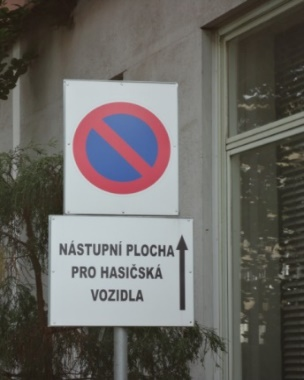 NÁSTUPNÍ PLOCHA
PRO HASIČSKÁ
VOZIDLA